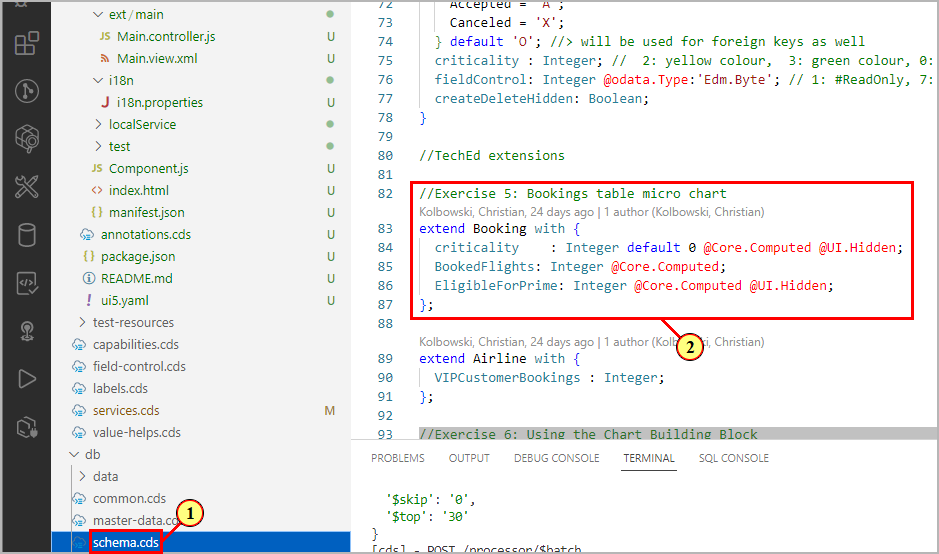 ext / main
Main.controller.js U
Main.view.xml U
i18n
i18n.properties U
localService
test
Component.js U
index.html U
manifest.json U
annotations.cds U
package.json U
README.md U
ui5.yaml U
test-resources
capabilities.cds
field-control.cds
labels.cds
services.cds M
value-helps.cds
db
data
common.cds
master-data.cds
schema.cds
1
72 Accepted = 'A';
73 Canceled = 'X';
74 } default 'O'; //> will be used for foreign keys as well
75 criticality : Integer; // 2: yellow colour, 3: green colour, 0:
76 fieldControl: Integer @odata.Type:'Edm.Byte'; // 1: #ReadOnly, 7:
77 createDeleteHidden: Boolean;
78 }
79
80 //TechEd extensions
81
82 //Exercise 5: Bookings table micro chart
Kolbowski, Christian, 24 days ago | 1 author (Kolbowski, Christian)
83 extend Booking with {
84 criticality : Integer default 0 @Core.Computed @UI.Hidden;
85 BookedFlights: Integer @Core.Computed;
86 EligibleForPrime: Integer @Core.Computed @UI.Hidden;
87 };
88
2
Kolbowski, Christian, 24 days ago | 1 author (Kolbowski, Christian)
89 extend Airline with {
90 VIPCustomerBookings : Integer;
91 };
92
93 //Exercise 6: Using the Chart Building Block
PROBLEMS OUTPUT DEBUG CONSOLE TERMINAL SQL CONSOLE
'$skip': '0',
'$top': '30'
}
[cds] - POST /processor/$batch